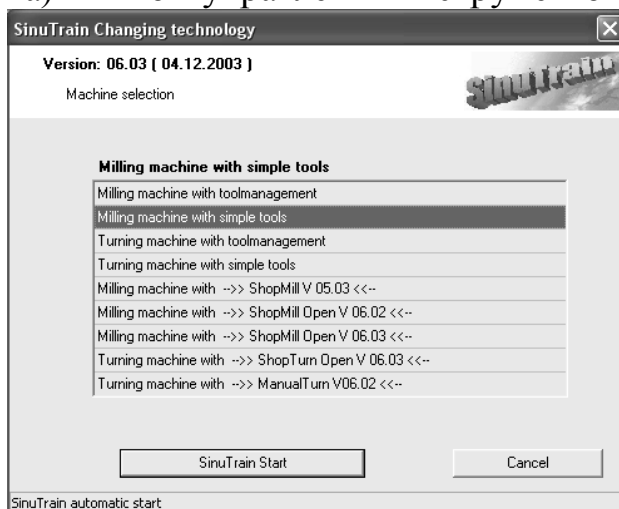 SinuTrain Changing technology
Version: 06.03 ( 04.12.2003 )
Machine selection
Sinutrain
Milling machine with simple tools
Milling machine with toolmanagement
Milling machine with simple tools
Turning machine with toolmanagement
Turning machine with simple tools
Milling machine with -->> ShopMill V 05.03 <<--
Milling machine with -->> ShopMill Open V 06.02 <<--
Milling machine with -->> ShopMill Open V 06.03 <<--
Turning machine with -->> ShopTurn Open V 06.03 <<--
Turning machine with -->> ManualTurn V06.02 <<--
SinuTrain Start
Cancel
SinuTrain automatic start